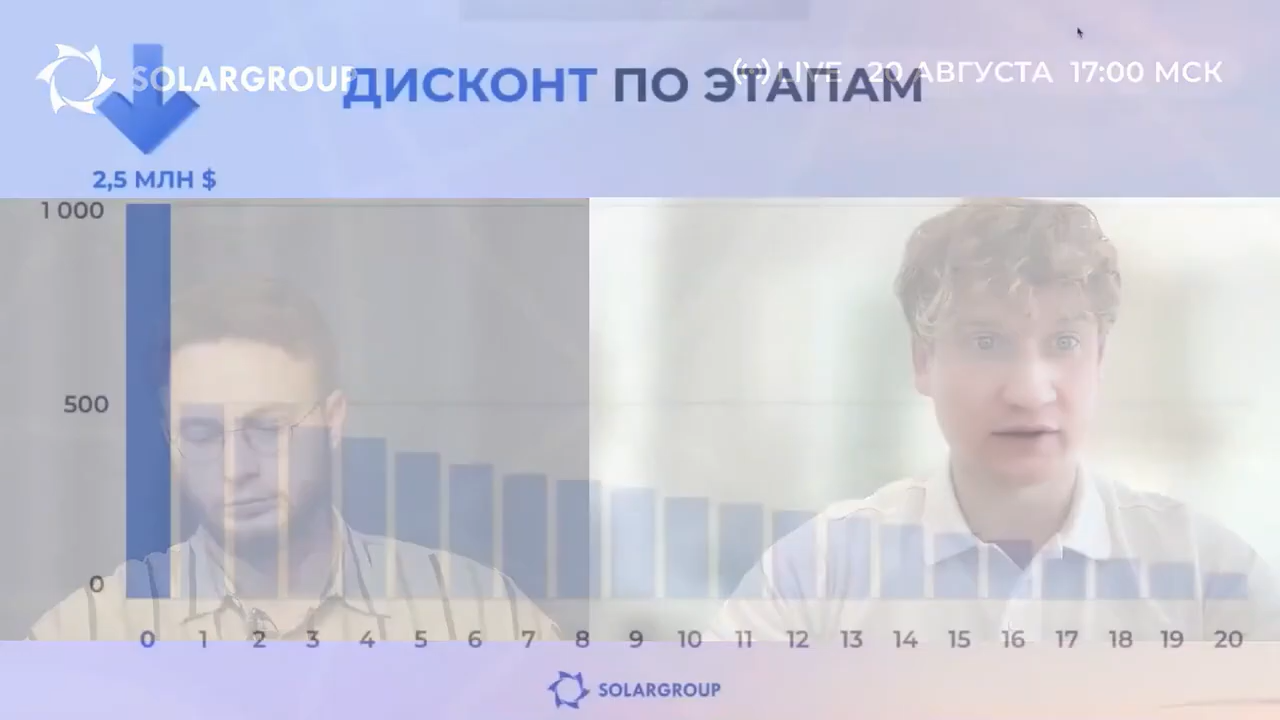 SOLARGROUP
ДИСКОНТ ПО ЭТАПАМ
LIVE 20 АВГУСТА 17:00 МСК
2,5 МЛН $
1 000
500
0
0 1 2 3 4 5 6 7 8 9 10 11 12 13 14 15 16 17 18 19 20
SOLARGROUP